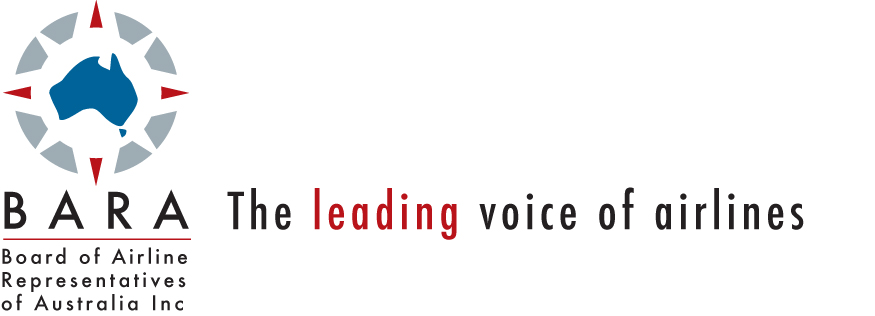 BARA
Board of Airline
Representatives
of Australia Inc
The leading voice of airlines